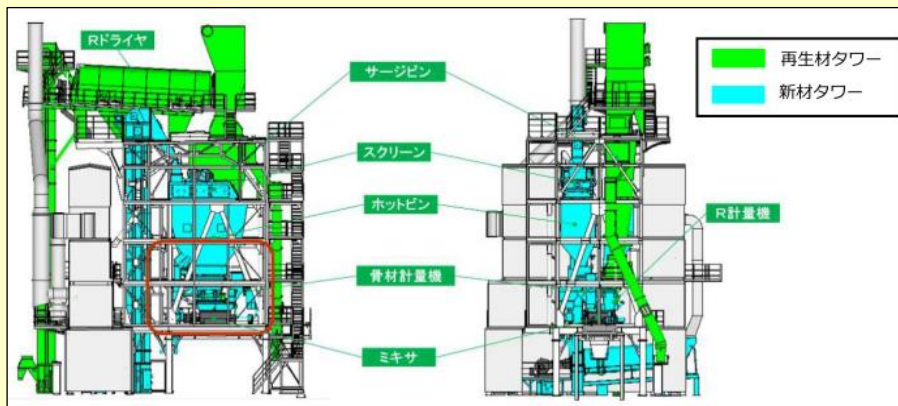 Rドライヤ
サージビン
スクリーン
ホットビン
骨材計量機
ミキサ
R計量機
再生材タワー
新材タワー